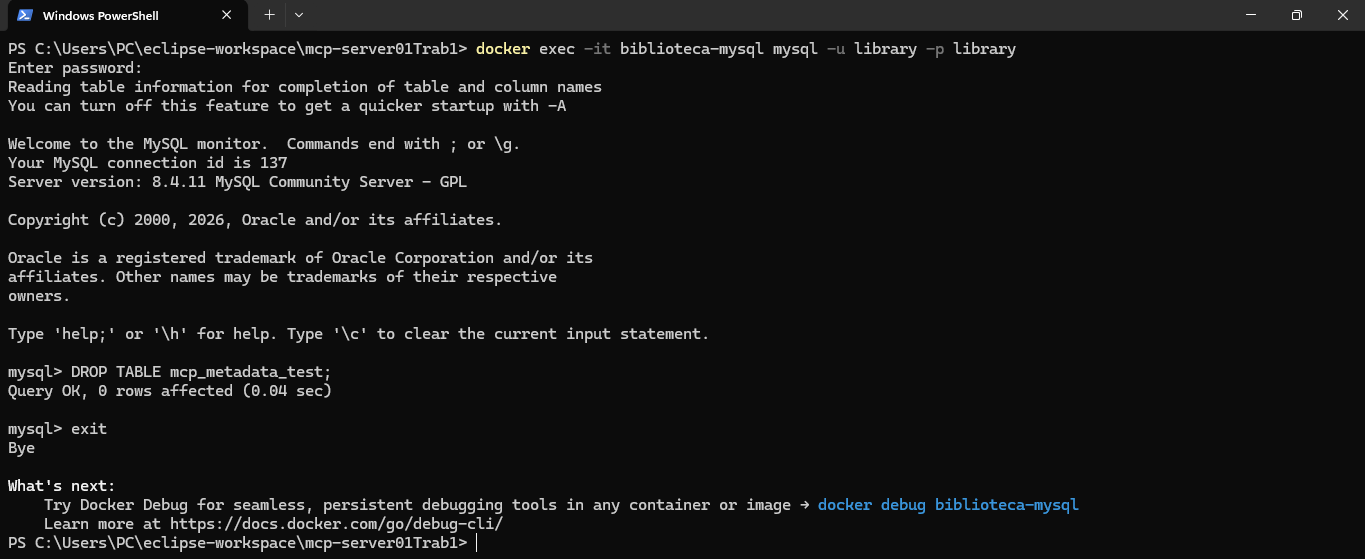 Windows PowerShell
PS C:\Users\PC\eclipse-workspace\mcp-server01Trab1> docker exec -it biblioteca-mysql mysql -u library -p library
Enter password:
Reading table information for completion of table and column names
You can turn off this feature to get a quicker startup with -A
Welcome to the MySQL monitor.  Commands end with ; or \g.
Your MySQL connection id is 137
Server version: 8.4.11 MySQL Community Server - GPL
Copyright (c) 2000, 2026, Oracle and/or its affiliates.
Oracle is a registered trademark of Oracle Corporation and/or its
affiliates. Other names may be trademarks of their respective
owners.
Type 'help;' or '\h' for help. Type '\c' to clear the current input statement.
mysql> DROP TABLE mcp_metadata_test;
Query OK, 0 rows affected (0.04 sec)
mysql> exit
Bye
What's next:
    Try Docker Debug for seamless, persistent debugging tools in any container or image → docker debug biblioteca-mysql
    Learn more at https://docs.docker.com/go/debug-cli/
PS C:\Users\PC\eclipse-workspace\mcp-server01Trab1>